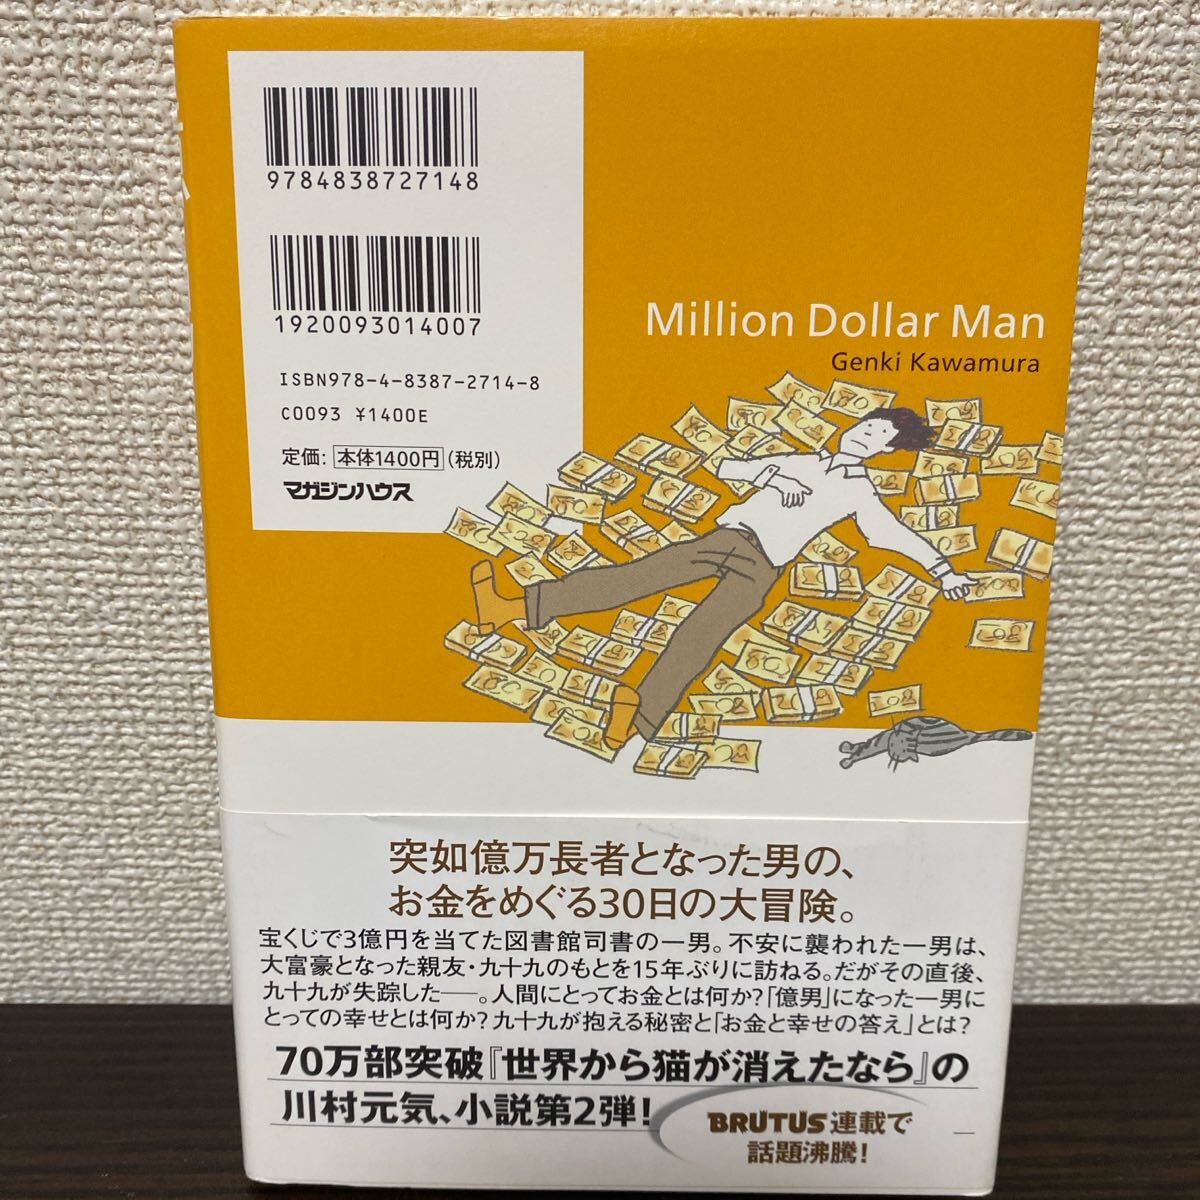 9784838727148
1920093014007
ISBN978-4-8387-2714-8
C0093 ¥1400E
定価: 本体1400円(税別)
マガジンハウス
Million Dollar Man
Genki Kawamura
突如億万長者となった男の、
お金をめぐる30日の大冒険。
宝くじで3億円を当てた図書館司書の一男。不安に襲われた一男は、
大富豪となった親友・九十九のもとを15年ぶりに訪ねる。だがその直後、
九十九が失踪した――。人間にとってお金とは何か?「億男」になった一男に
とっての幸せとは何か? 九十九が抱える秘密と「お金と幸せの答え」とは?
70万部突破『世界から猫が消えたなら』の
川村元気、小説第2弾!
BRUTUS連載で
話題沸騰!